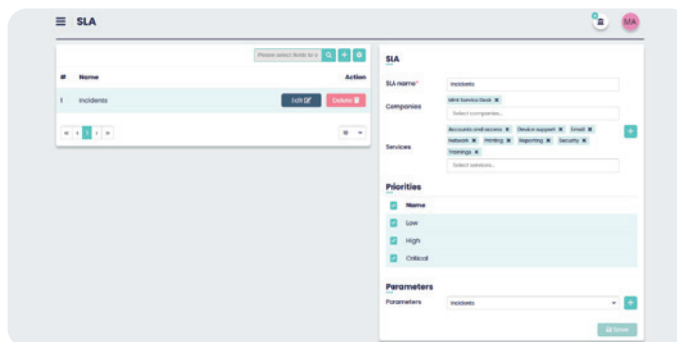 SLA
MA
Please select fields to s
# Name Action
1 Incidents Edit Delete
« ‹ 1 › »
10
SLA
SLA name* Incidents
Companies
Mint Service Desk ×
Select companies...
Services
Accounts and access × Device support × Email ×
Network × Printing × Reporting × Security ×
Trainings ×
Select services...
Priorities
Name
Low
High
Critical
Parameters
Parameters Incidents
Save